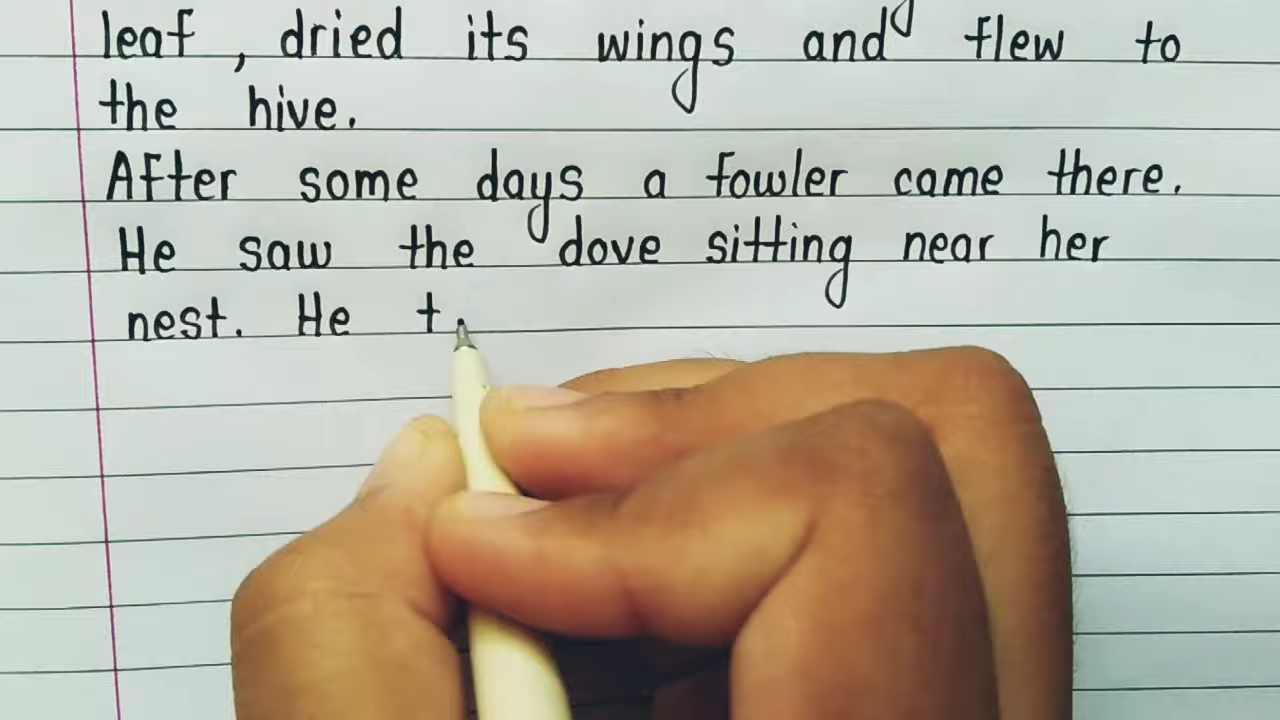 leaf, dried its wings and flew to
the hive.
After some days a fowler came there.
He saw the dove sitting near her
nest. He t